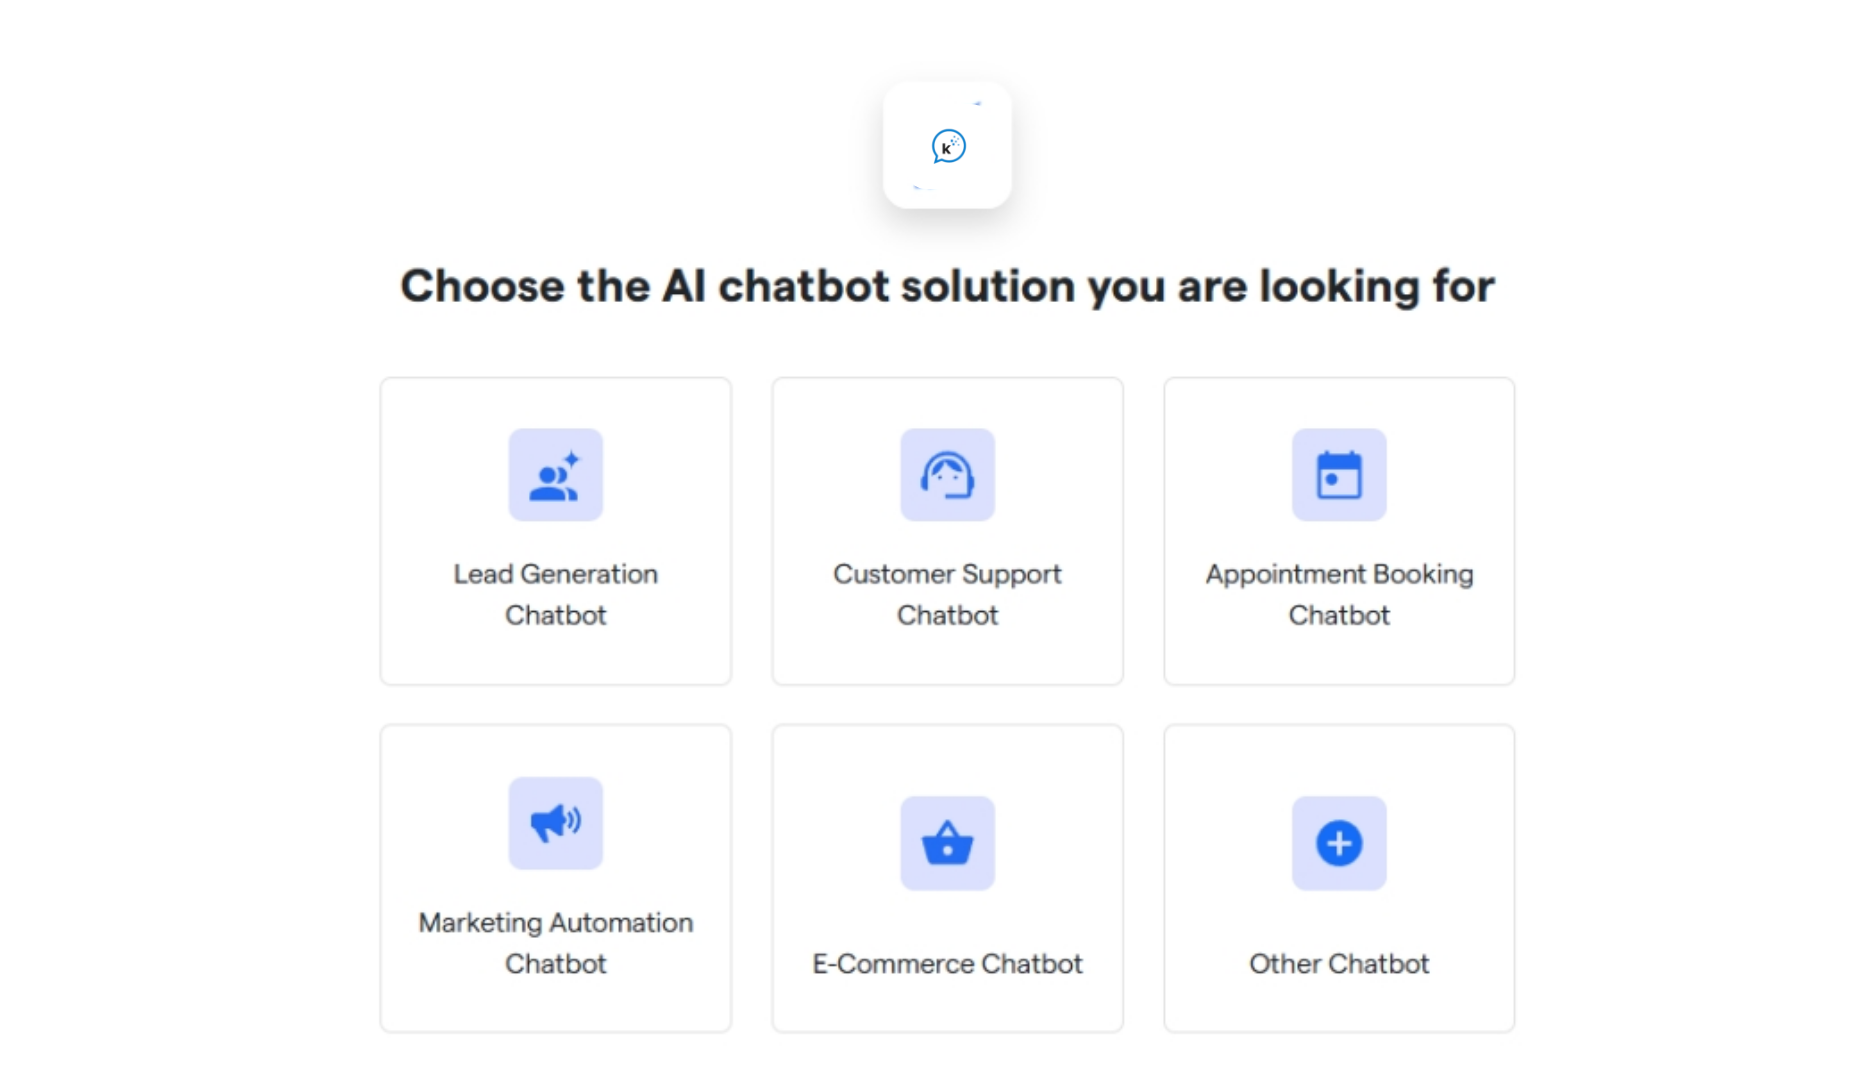 k
Choose the AI chatbot solution you are looking for
Lead Generation
Chatbot
Customer Support
Chatbot
Appointment Booking
Chatbot
Marketing Automation
Chatbot
E-Commerce Chatbot
Other Chatbot